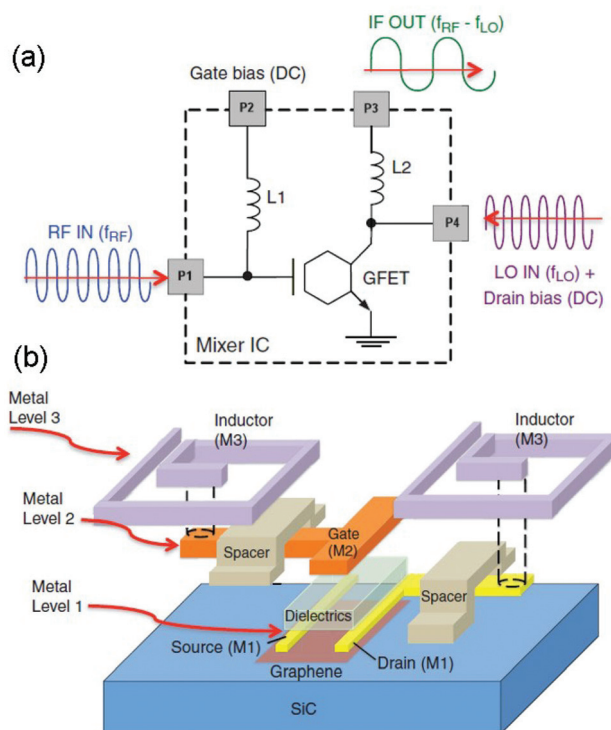 (a)
IF OUT (fRF - fLO)
Gate bias (DC)
P2
P3
L1
L2
RF IN (fRF)
P1
P4
GFET
LO IN (fLO) +
Drain bias (DC)
Mixer IC
(b)
Metal
Level 3
Inductor
(M3)
Inductor
(M3)
Metal
Level 2
Spacer
Gate
(M2)
Metal
Level 1
Dielectrics
Spacer
Source (M1)
Drain (M1)
Graphene
SiC